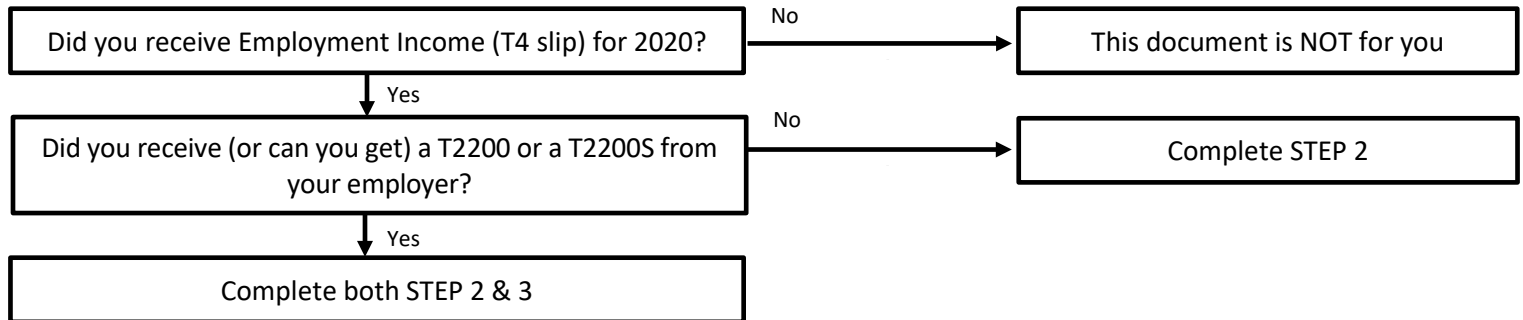 Did you receive Employment Income (T4 slip) for 2020?
No
This document is NOT for you
Yes
Did you receive (or can you get) a T2200 or a T2200S from
your employer?
No
Complete STEP 2
Yes
Complete both STEP 2 & 3